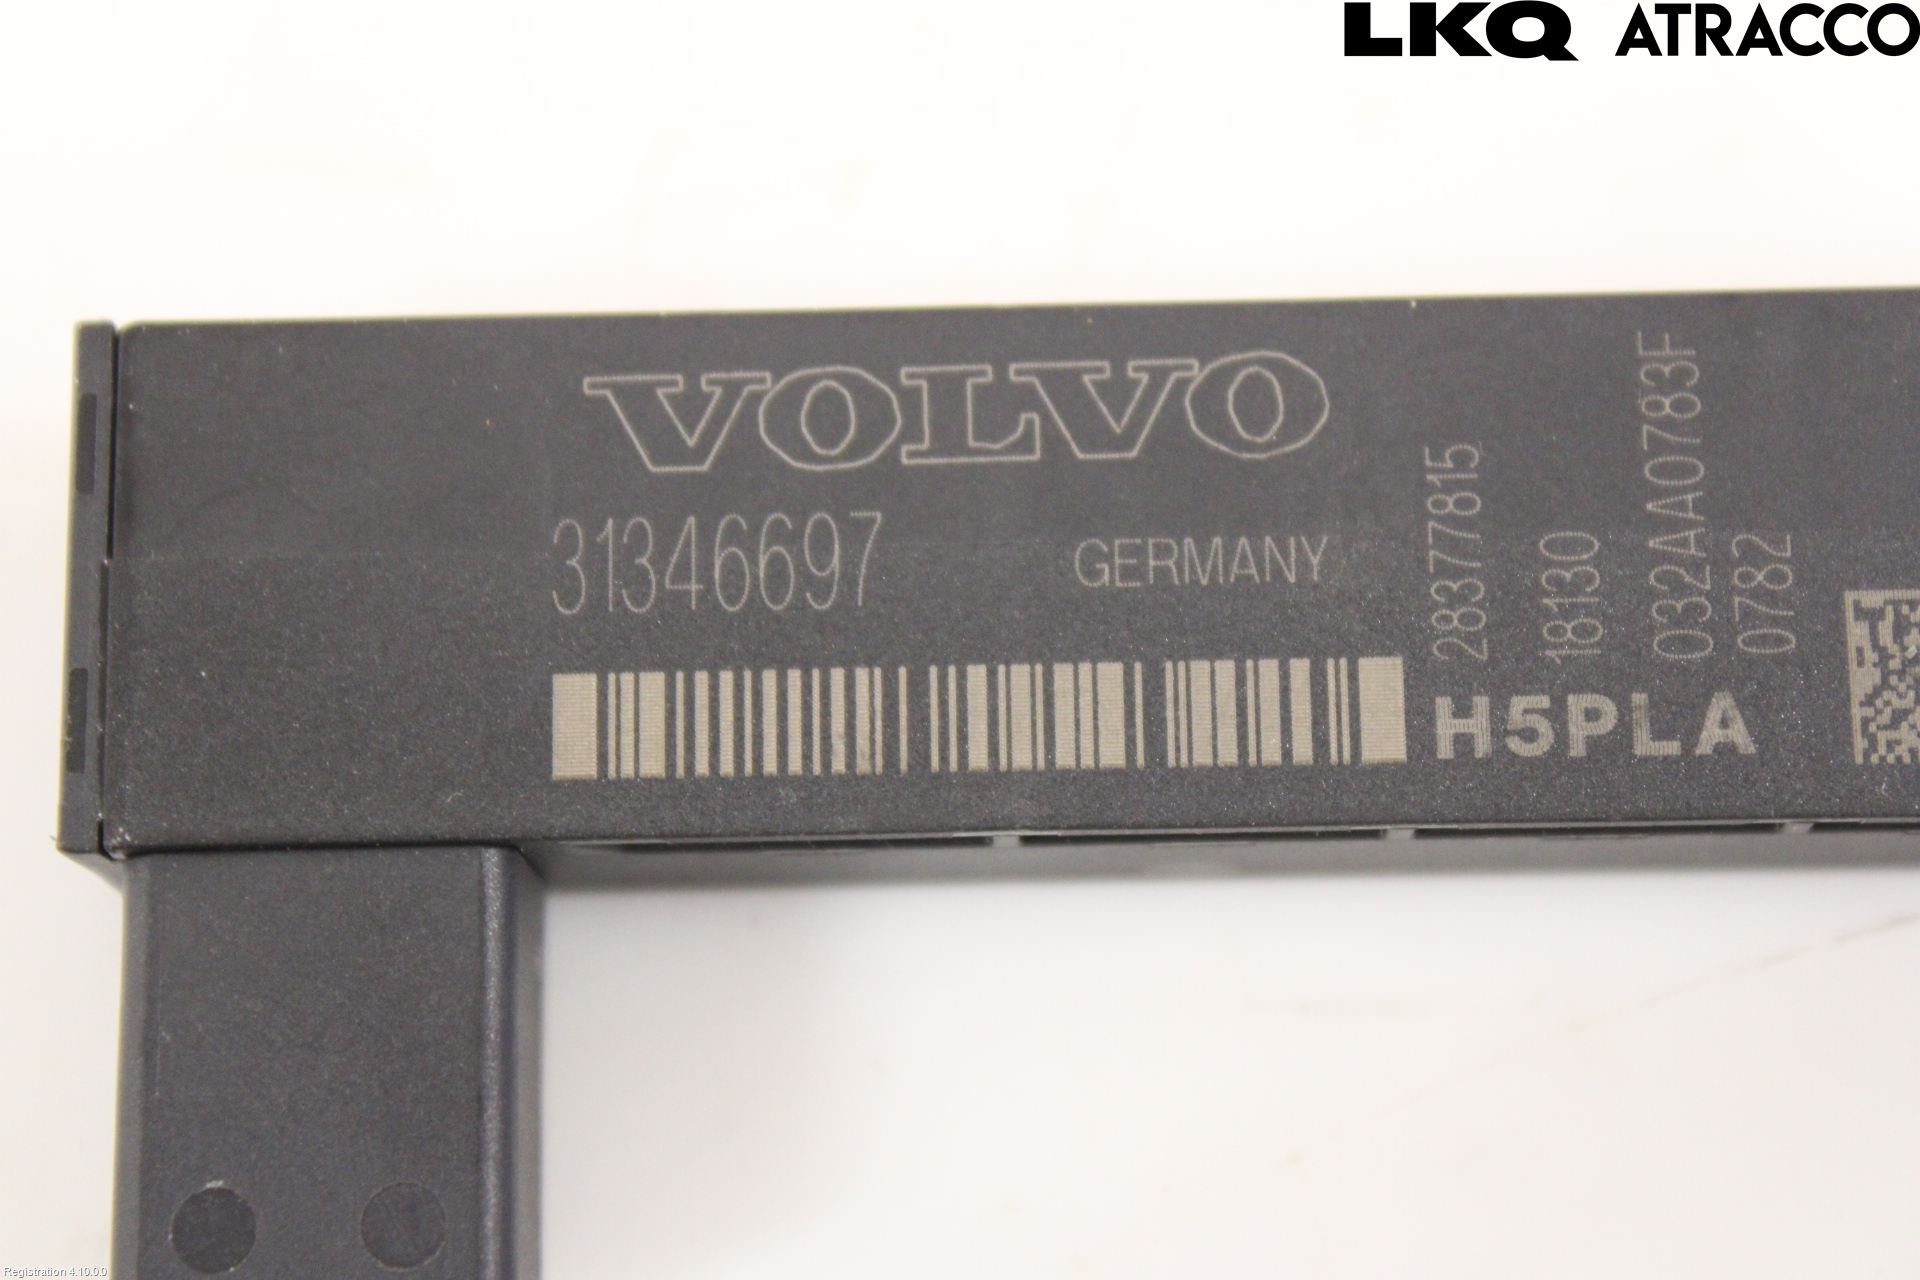 LKQ ATRACCO
VOLVO
31346697
GERMANY
28377815
18130
032AA0783F
0782
H5PLA
Registration 4.10.0.0